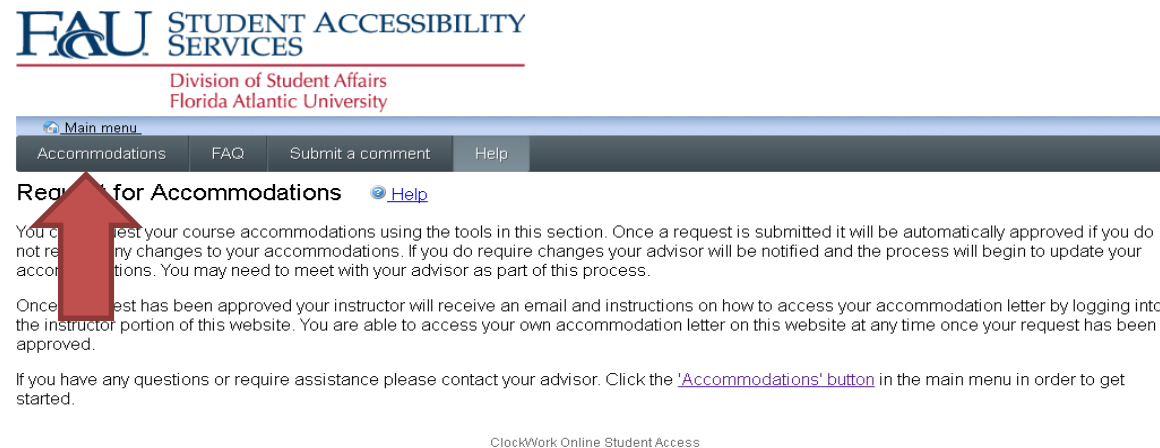 FAU STUDENT ACCESSIBILITY
SERVICES
Division of Student Affairs
Florida Atlantic University
Main menu
Accommodations FAQ Submit a comment Help
for Accommodations Help
You your course accommodations using the tools in this section. Once a request is submitted it will be automatically approved if you do
not changes to your accommodations. If you do require changes your advisor will be notified and the process will begin to update your
You may need to meet with your advisor as part of this process.
Once has been approved your instructor will receive an email and instructions on how to access your accommodation letter by logging into
the instructor portion of this website. You are able to access your own accommodation letter on this website at any time once your request has been
approved.
If you have any questions or require assistance please contact your advisor. Click the 'Accommodations' button in the main menu in order to get
started.
ClockWork Online Student Access